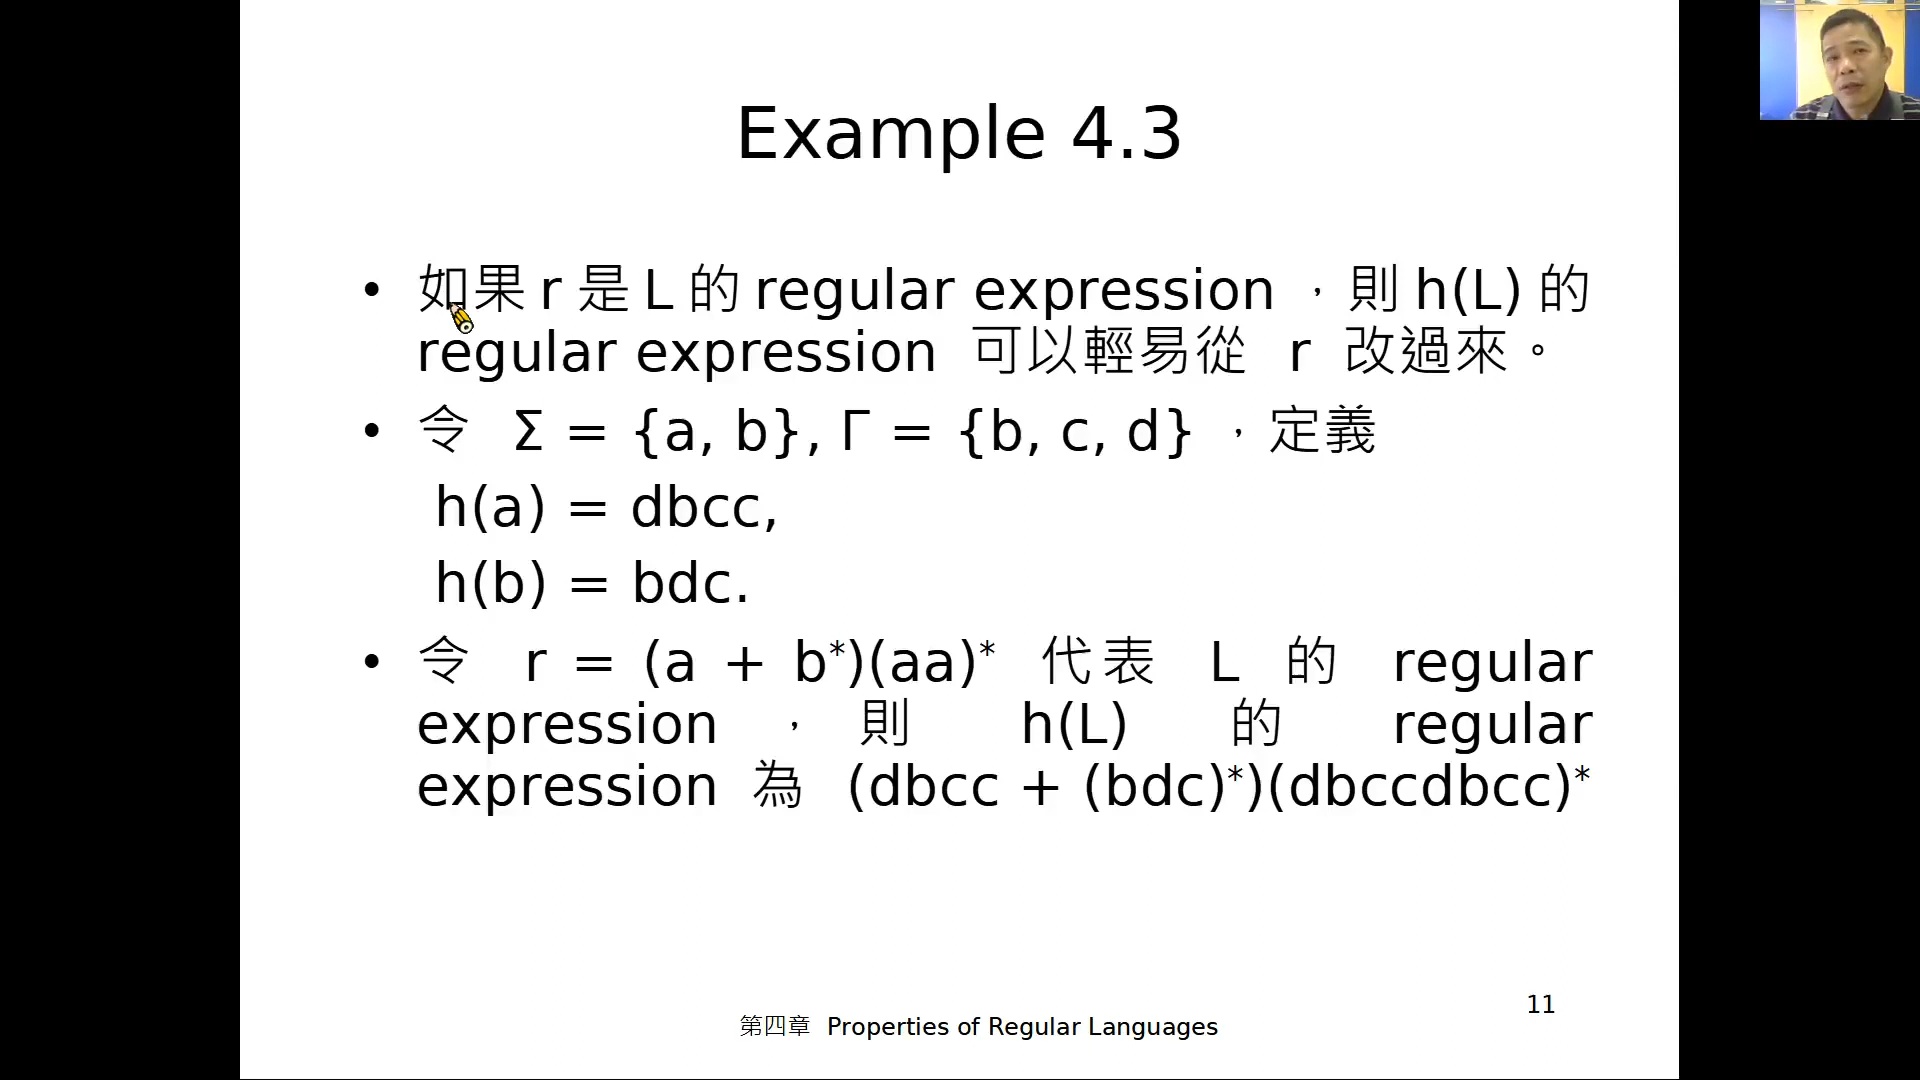 Example 4.3
• 如果 r 是 L 的 regular expression ，則 h(L) 的
regular expression 可以輕易從 r 改過來。
• 令 Σ = {a, b}, Γ = {b, c, d} ，定義
h(a) = dbcc,
h(b) = bdc.
• 令 r = (a + b*)(aa)* 代表 L 的 regular
expression ， 則 h(L) 的 regular
expression 為 (dbcc + (bdc)*)(dbccdbcc)*
11
第四章 Properties of Regular Languages